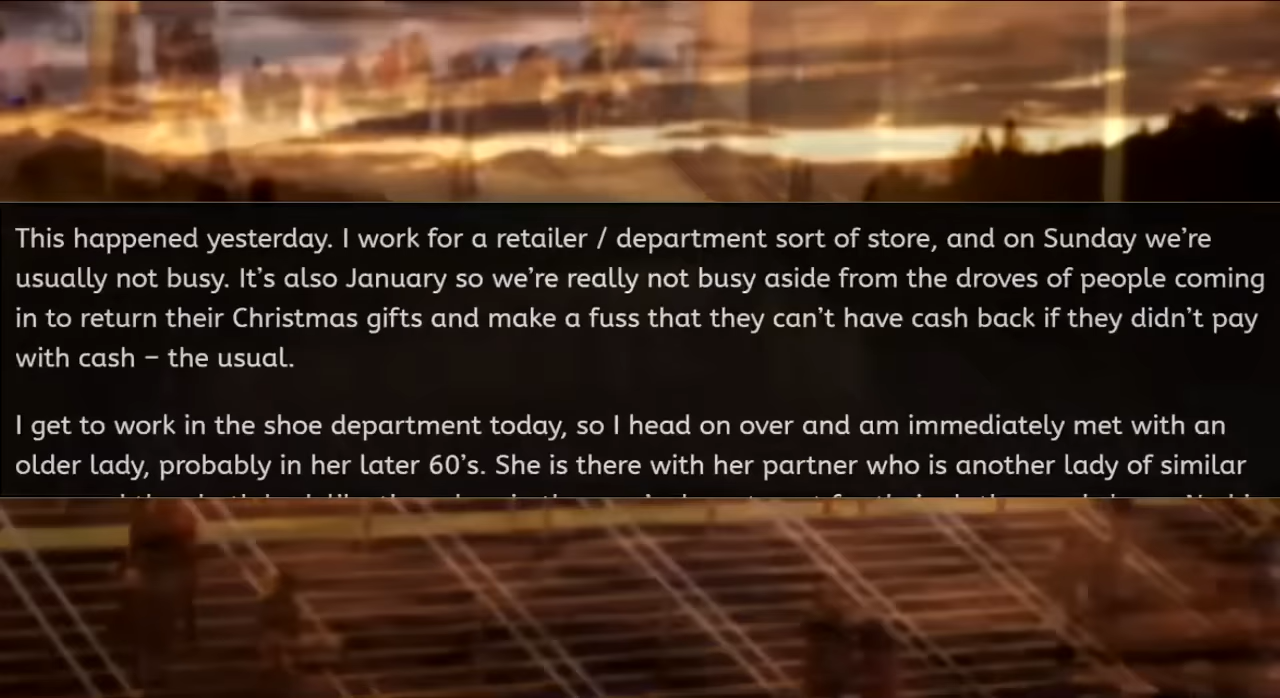 This happened yesterday. I work for a retailer / department sort of store, and on Sunday we’re
usually not busy. It’s also January so we’re really not busy aside from the droves of people coming
in to return their Christmas gifts and make a fuss that they can’t have cash back if they didn’t pay
with cash – the usual.
I get to work in the shoe department today, so I head on over and am immediately met with an
older lady, probably in her later 60’s. She is there with her partner who is another lady of similar